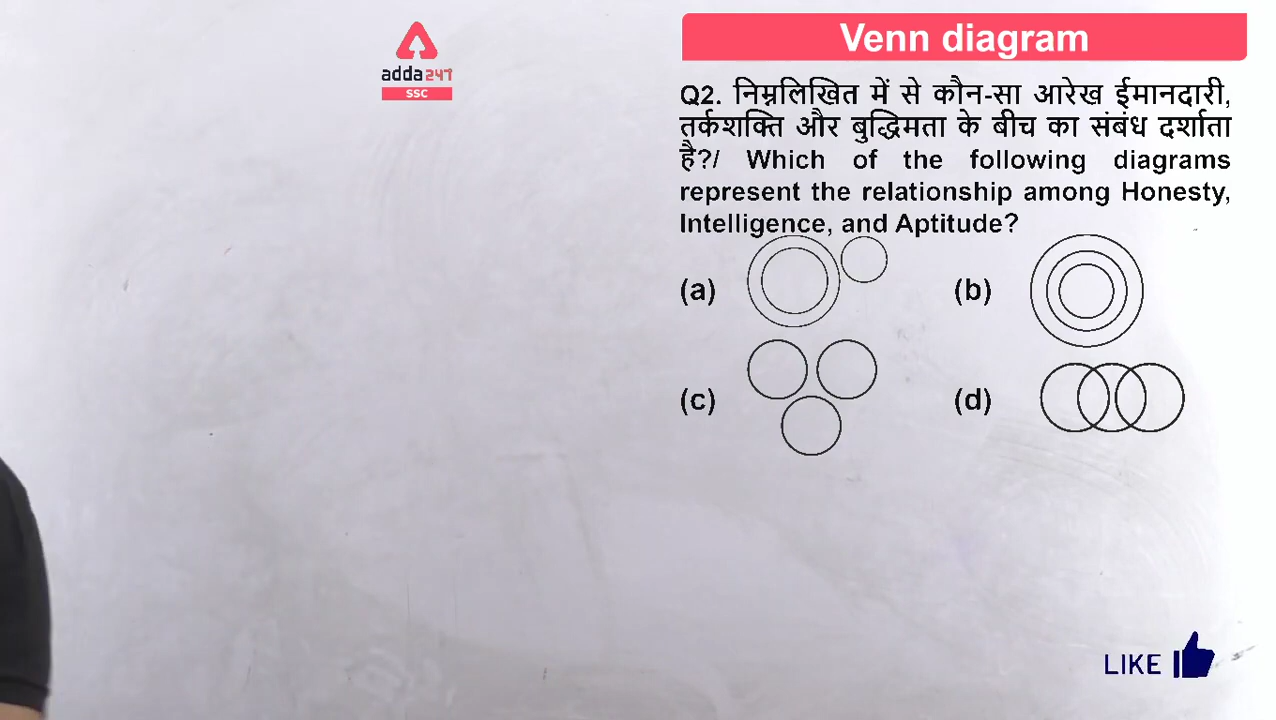 Venn diagram
adda247
SSC
Q2. निम्नलिखित में से कौन-सा आरेख ईमानदारी,
तर्कशक्ति और बुद्धिमता के बीच का संबंध दर्शाता
है?/ Which of the following diagrams
represent the relationship among Honesty,
Intelligence, and Aptitude?
(a)
(b)
(c)
(d)
LIKE